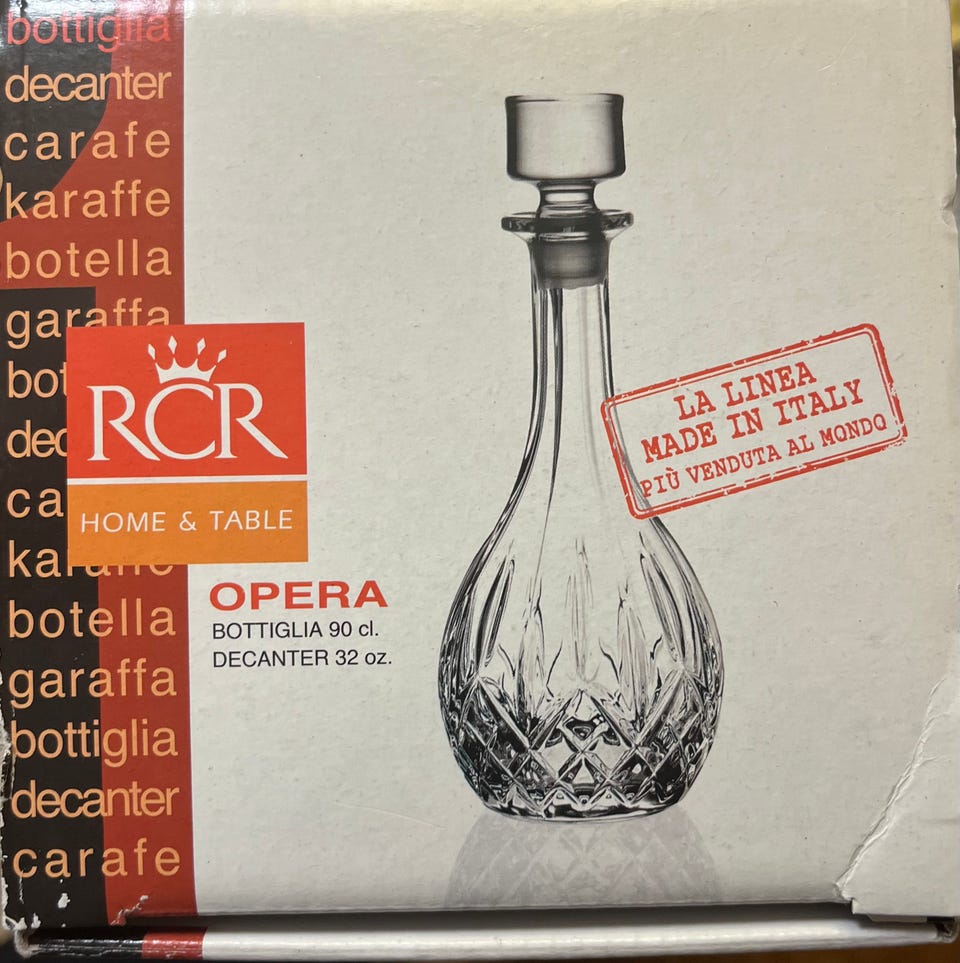 bottiglia
decanter
carafe
karaffe
botella
garaffa
bot
dec
ca
karaffe
botella
garaffa
bottiglia
decanter
carafe
RCR
HOME & TABLE
OPERA
BOTTIGLIA 90 cl.
DECANTER 32 oz.
LA LINEA
MADE IN ITALY
PIÙ VENDUTA AL MONDO